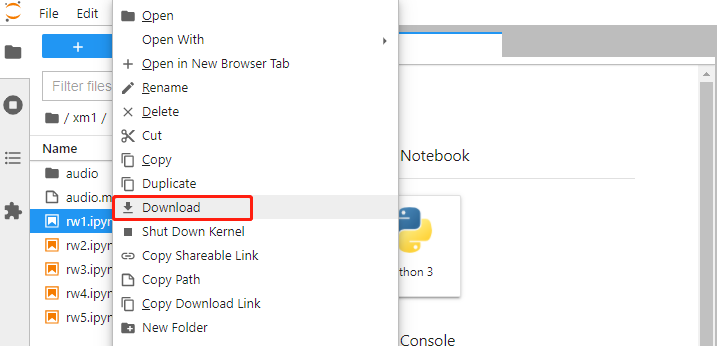 File Edit
+
Filter files
/ xm1 /
Name
audio
audio.m
rw1.ipyn
rw2.ipyn
rw3.ipyn
rw4.ipyn
rw5.ipyn
Open
Open With
Open in New Browser Tab
Rename
Delete
Cut
Copy
Duplicate
Download
Shut Down Kernel
Copy Shareable Link
Copy Path
Copy Download Link
New Folder
Notebook
thon 3
Console